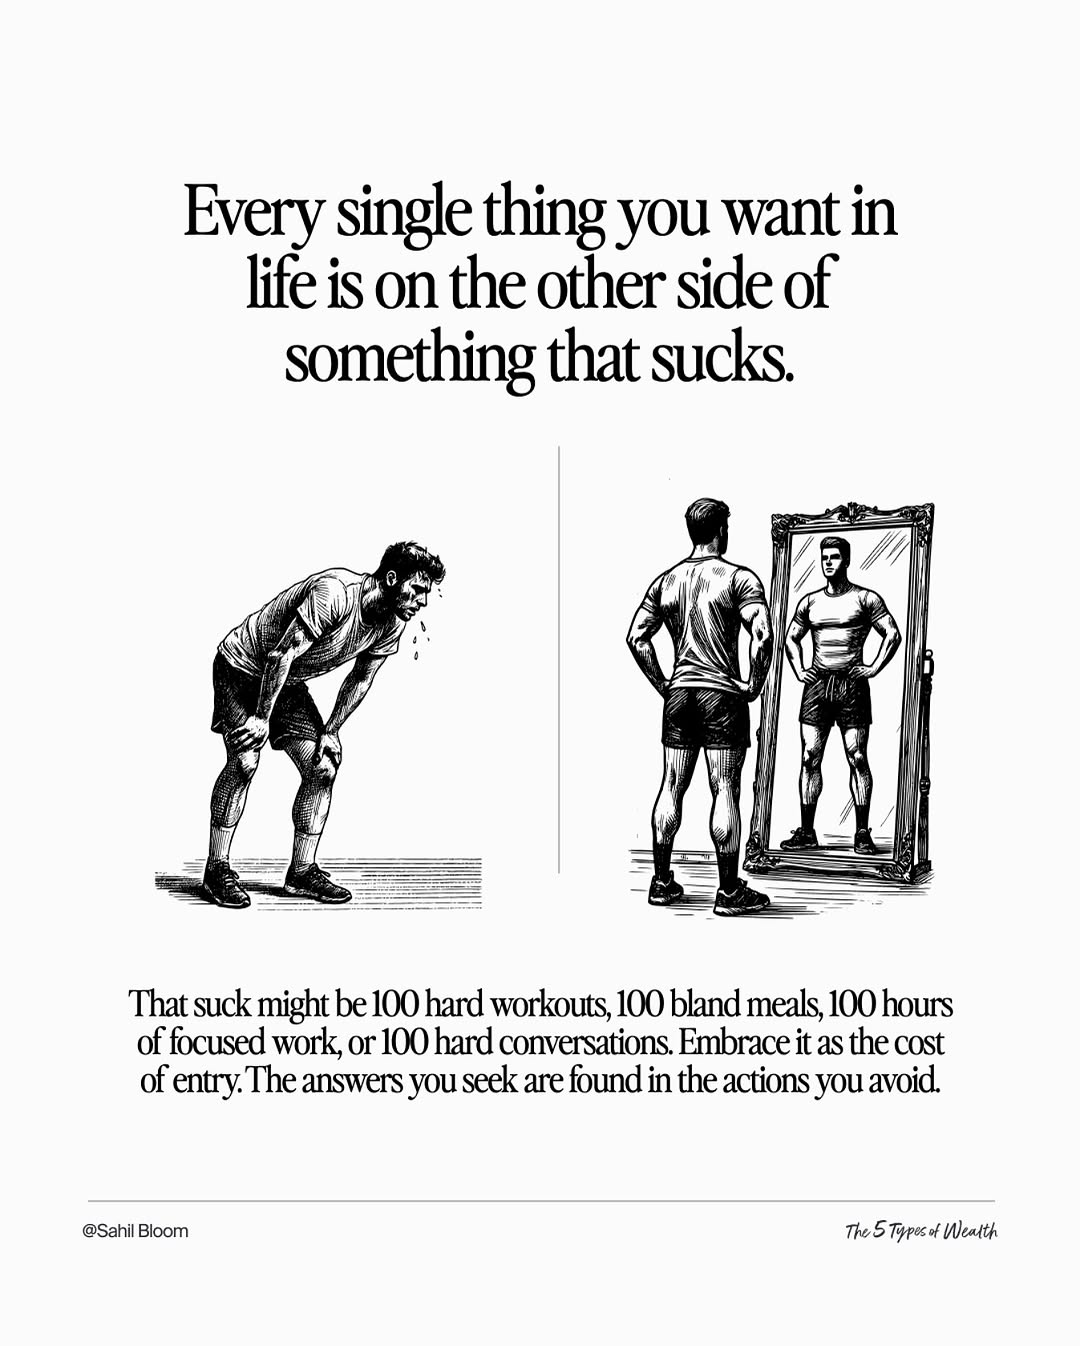 Every single thing you want in
life is on the other side of
something that sucks.
That suck might be 100 hard workouts, 100 bland meals, 100 hours
of focused work, or 100 hard conversations. Embrace it as the cost
of entry. The answers you seek are found in the actions you avoid.
@Sahil Bloom
The 5 Types of Wealth